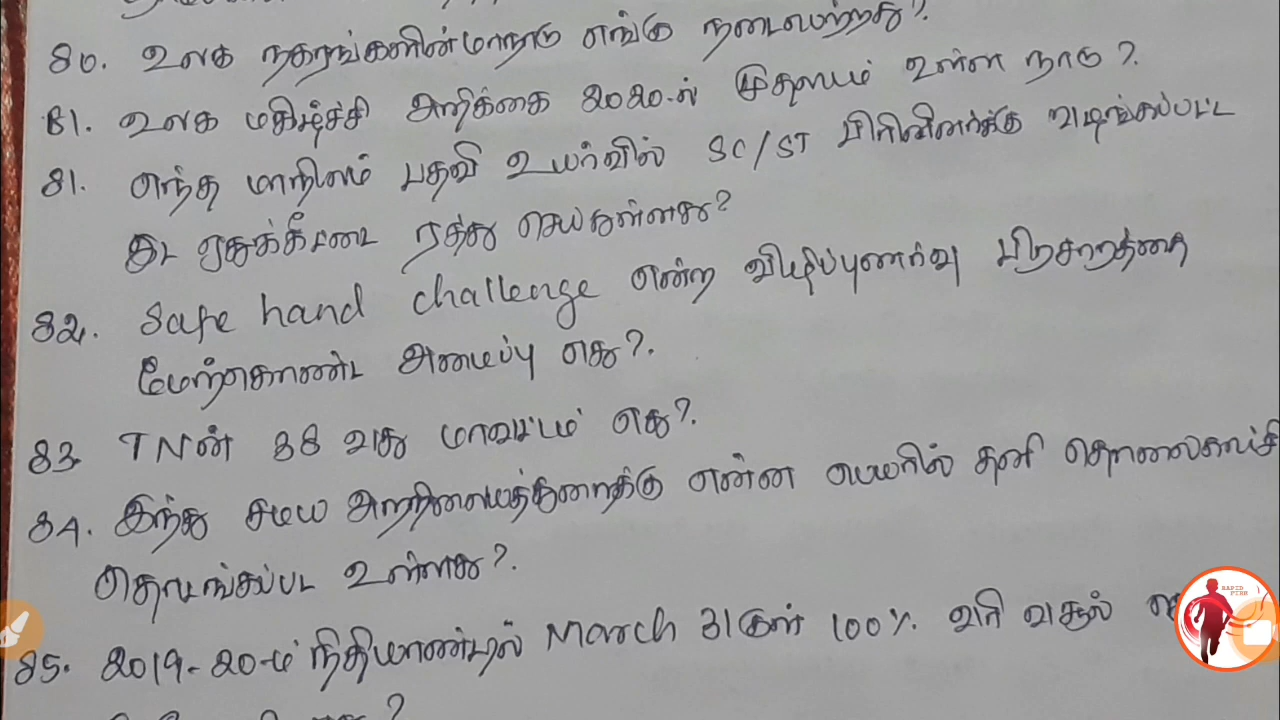 80. உலக நகரங்களின் மாநாடு எங்கு நடைபெற்றது?
81. உலக மகிழ்ச்சி அறிக்கை 2020-ல் முதலிடம் உள்ள நாடு?
81. எந்த மாநிலம் பதவி உயர்வில் SC/ST பிரிவினர்க்கு வழங்கப்பட்ட
இட ஒதுக்கீட்டை ரத்து செய்துள்ளது?
82. Safe hand challenge என்ற விழிப்புணர்வு பிரச்சாரத்தை
மேற்கொண்ட அமைப்பு எது?
83 TNன் 38 வது மாவட்டம் எது?
84. இந்து சமய அறநிலையத்துறைக்கு என்ன பெயரில் தனி தொலைகாட்சி
தொடங்கப்பட உள்ளது?
85. 2019-20-ம் நிதியாண்டில் March 31குள் 100% வரி வசூல்
RAPID
FIRE